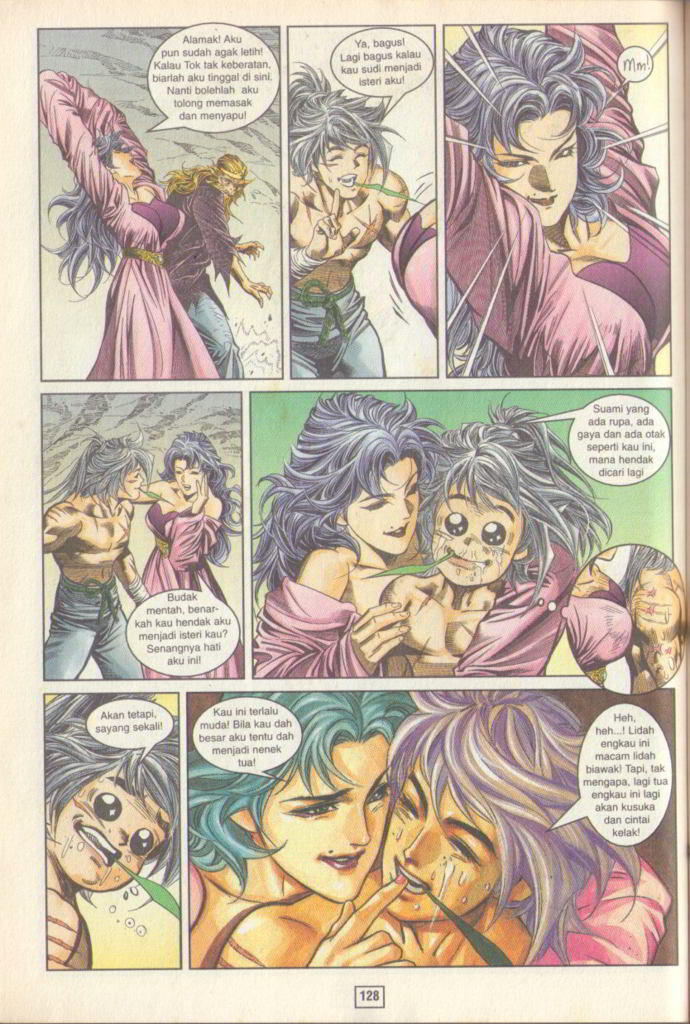 Alamak! Aku
pun sudah agak letih!
Kalau Tok tak keberatan,
biarlah aku tinggal di sini.
Nanti bolehlah aku
tolong memasak
dan menyapu!
Ya, bagus!
Lagi bagus kalau
kau sudi menjadi
isteri aku!
Mm!
Budak
mentah, benar-
kah kau hendak aku
menjadi isteri kau?
Senangnya hati
aku ini!
Suami yang
ada rupa, ada
gaya dan ada otak
seperti kau ini,
mana hendak
dicari lagi
Akan tetapi,
sayang sekali!
Kau ini terlalu
muda! Bila kau dah
besar aku tentu dah
menjadi nenek
tua!
Heh,
heh...! Lidah
engkau ini
macam lidah
biawak! Tapi, tak
mengapa, lagi tua
engkau ini lagi
akan kusuka
dan cintai
kelak!
128